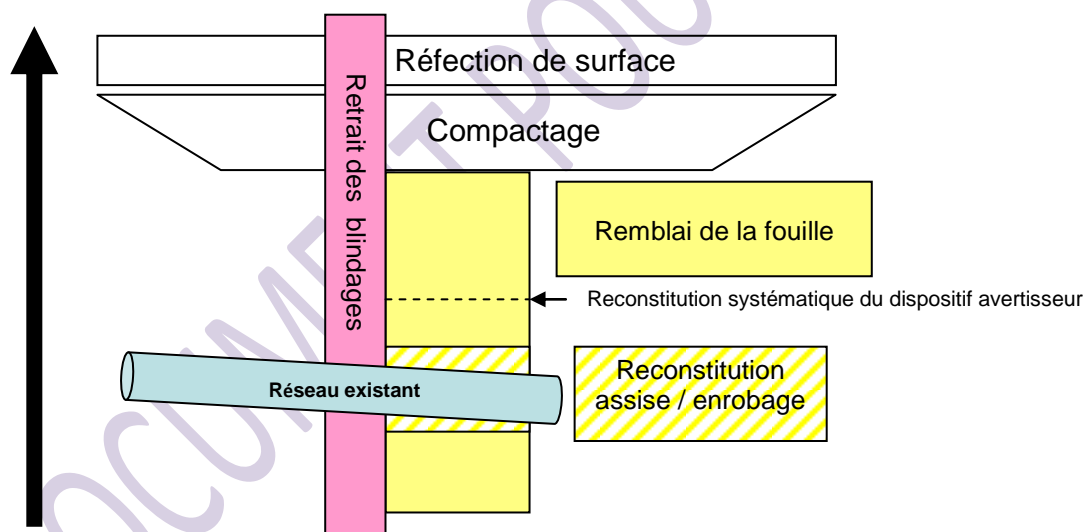 Réfection de surface
Compactage
Retrait des blindages
Remblai de la fouille
Reconstitution systématique du dispositif avertisseur
Réseau existant
Reconstitution
assise / enrobage